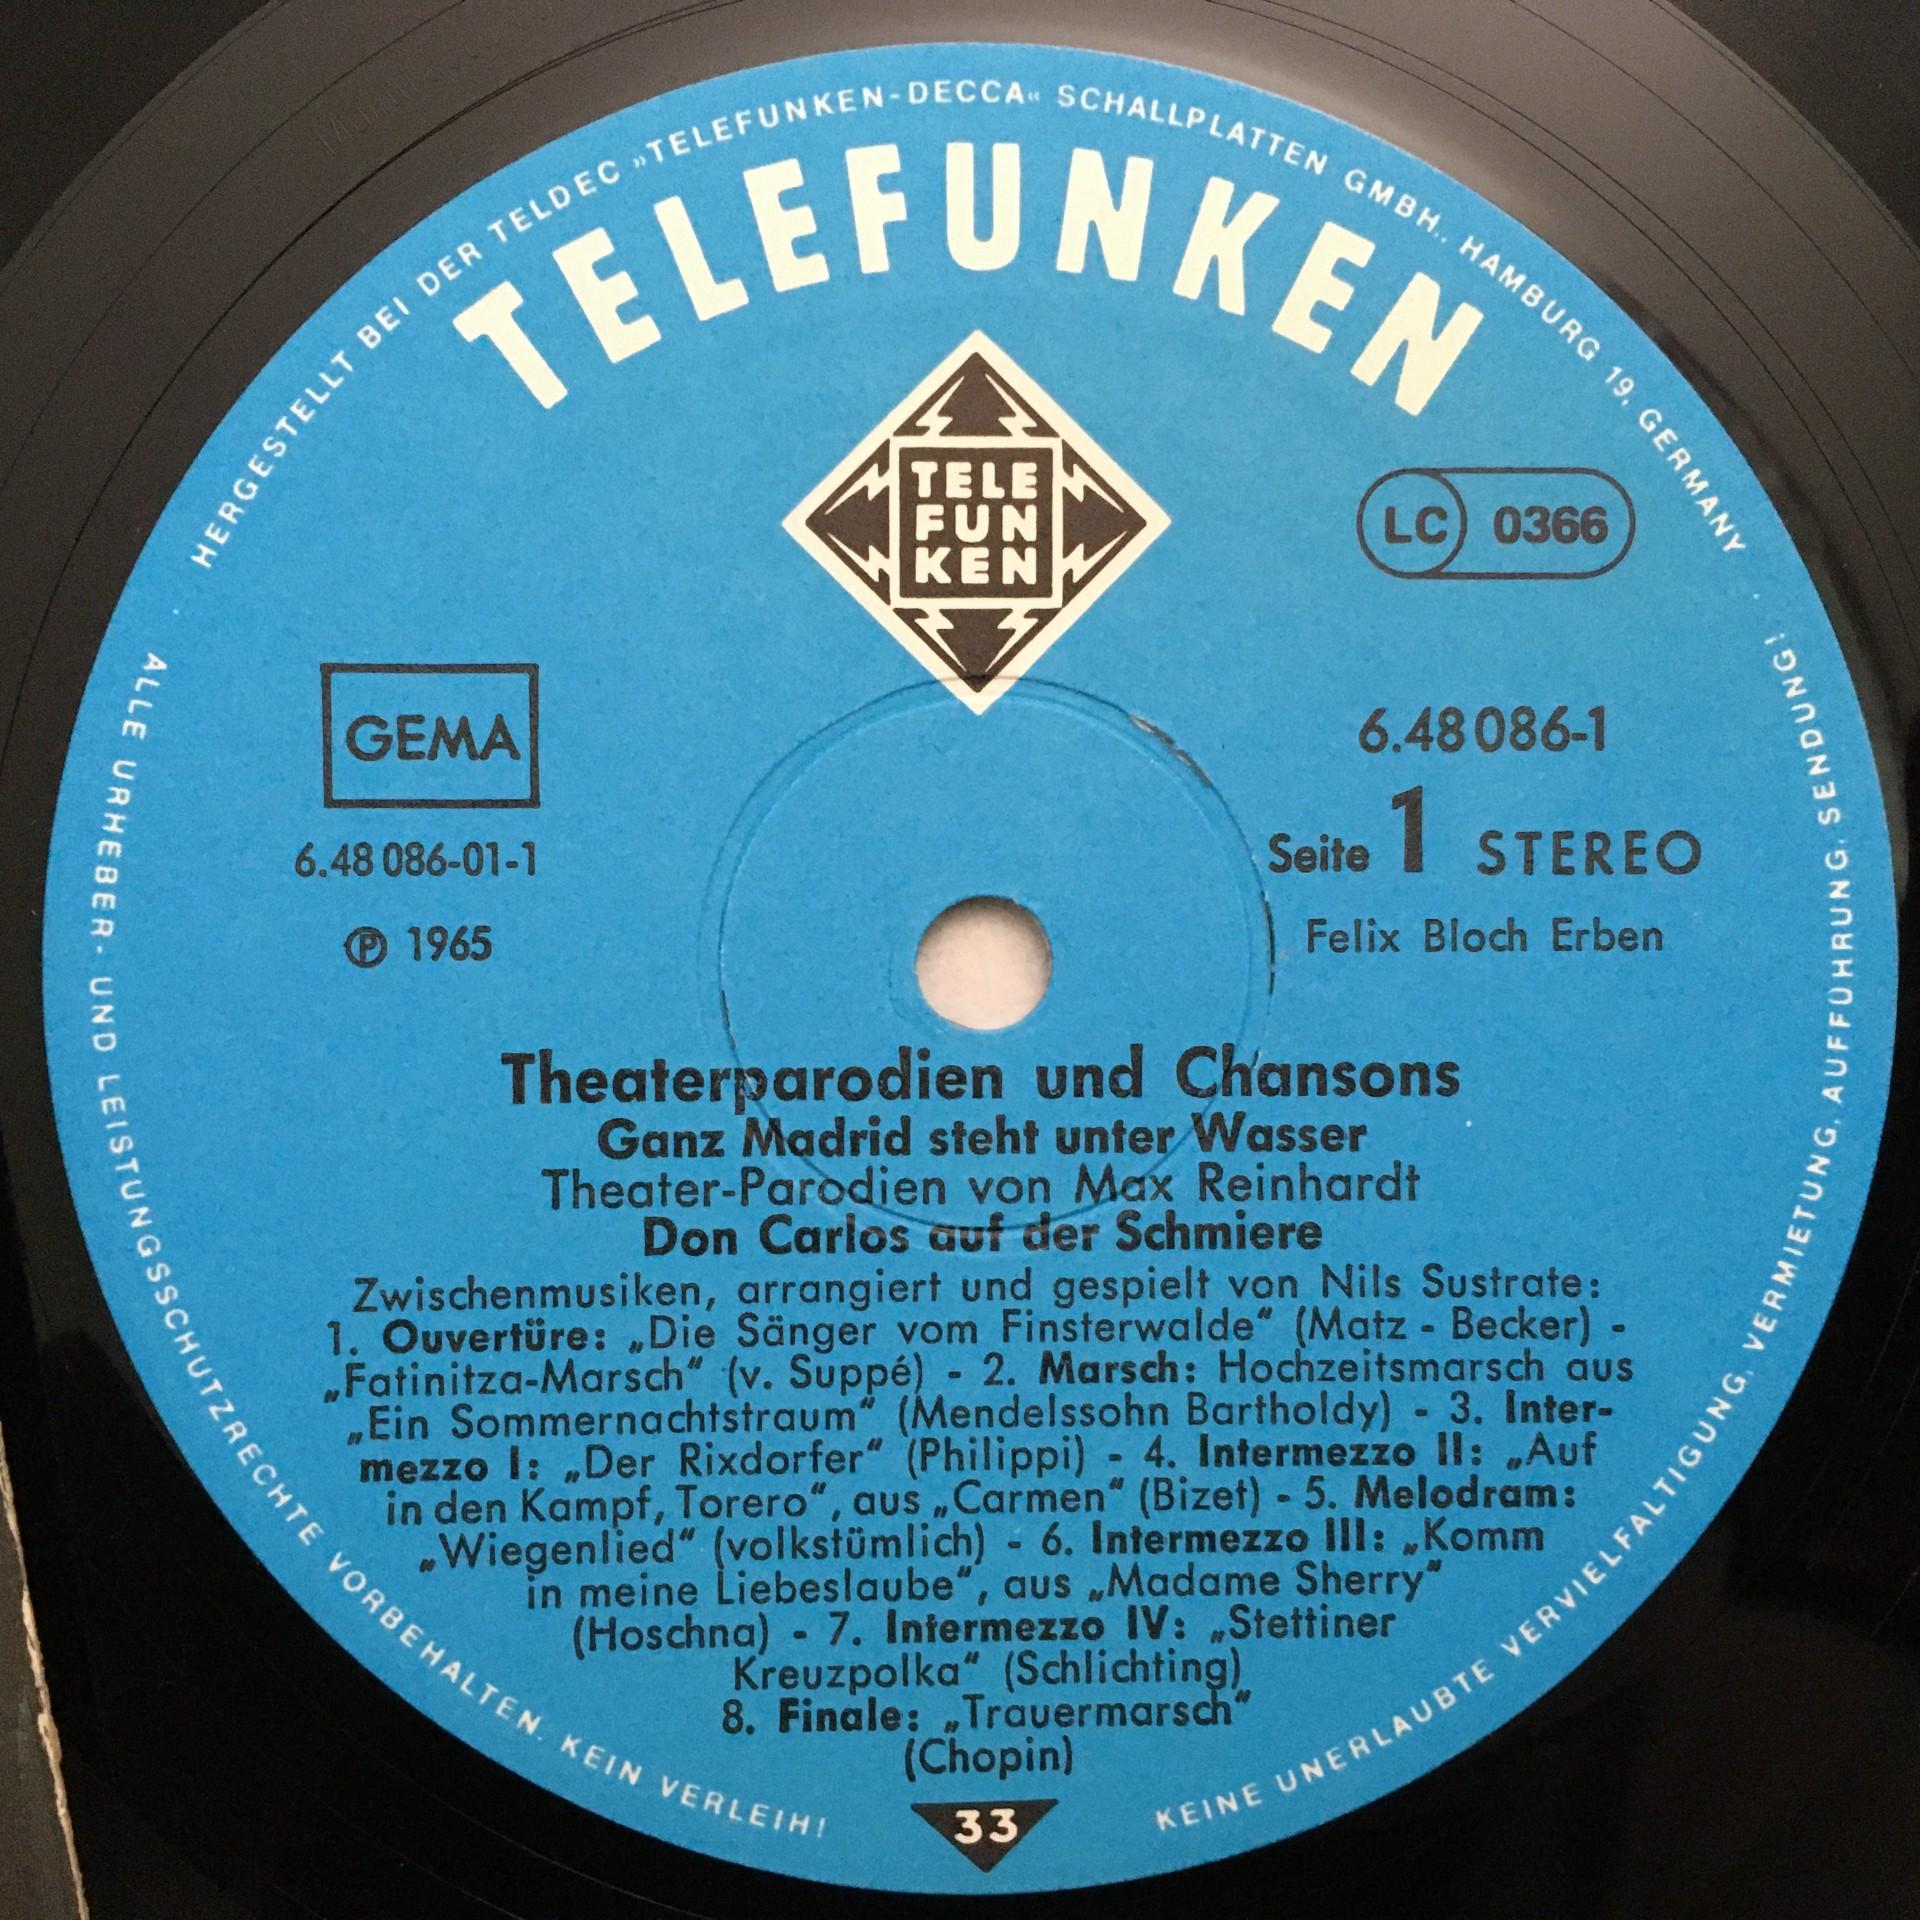 HERGESTELLT BEI DER TELDEC »TELEFUNKEN-DECCA« SCHALLPLATTEN GMBH., HAMBURG 19, GERMANY
TELEFUNKEN
TELE
FUN
KEN
LC 0366
GEMA
6.48086-01-1
℗ 1965
6.48086-1
Seite 1 STEREO
Felix Bloch Erben
Theaterparodien und Chansons
Ganz Madrid steht unter Wasser
Theater-Parodien von Max Reinhardt
Don Carlos auf der Schmiere
Zwischenmusiken, arrangiert und gespielt von Nils Sustrate:
1. Ouvertüre: „Die Sänger vom Finsterwalde“ (Matz - Becker) -
„Fatinitza-Marsch“ (v. Suppé) - 2. Marsch: Hochzeitsmarsch aus
„Ein Sommernachtstraum“ (Mendelssohn Bartholdy) - 3. Inter-
mezzo I: „Der Rixdorfer“ (Philippi) - 4. Intermezzo II: „Auf
in den Kampf, Torero“, aus „Carmen“ (Bizet) - 5. Melodram:
„Wiegenlied“ (volkstümlich) - 6. Intermezzo III: „Komm
in meine Liebeslaube“, aus „Madame Sherry“
(Hoschna) - 7. Intermezzo IV: „Stettiner
Kreuzpolka“ (Schlichting)
8. Finale: „Trauermarsch“
(Chopin)
33
ALLE URHEBER- UND LEISTUNGSSCHUTZRECHTE VORBEHALTEN. KEIN VERLEIH!
KEINE UNERLAUBTE VERVIELFÄLTIGUNG, VERMIETUNG, AUFFÜHRUNG, SENDUNG!